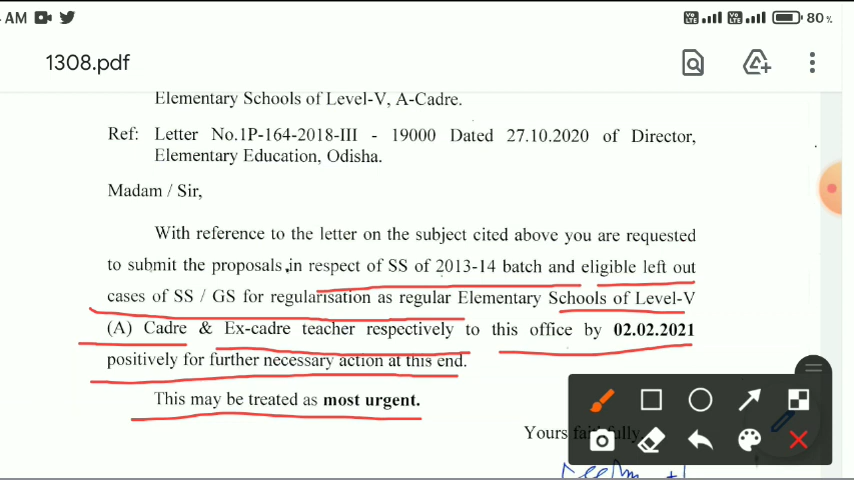 AM 80%
1308.pdf
Elementary Schools of Level-V, A-Cadre.
Ref: Letter No.1P-164-2018-III - 19000 Dated 27.10.2020 of Director,
Elementary Education, Odisha.
Madam / Sir,
With reference to the letter on the subject cited above you are requested
to submit the proposals in respect of SS of 2013-14 batch and eligible left out
cases of SS / GS for regularisation as regular Elementary Schools of Level-V
(A) Cadre & Ex-cadre teacher respectively to this office by 02.02.2021
positively for further necessary action at this end.
This may be treated as most urgent.
Yours faithfully,